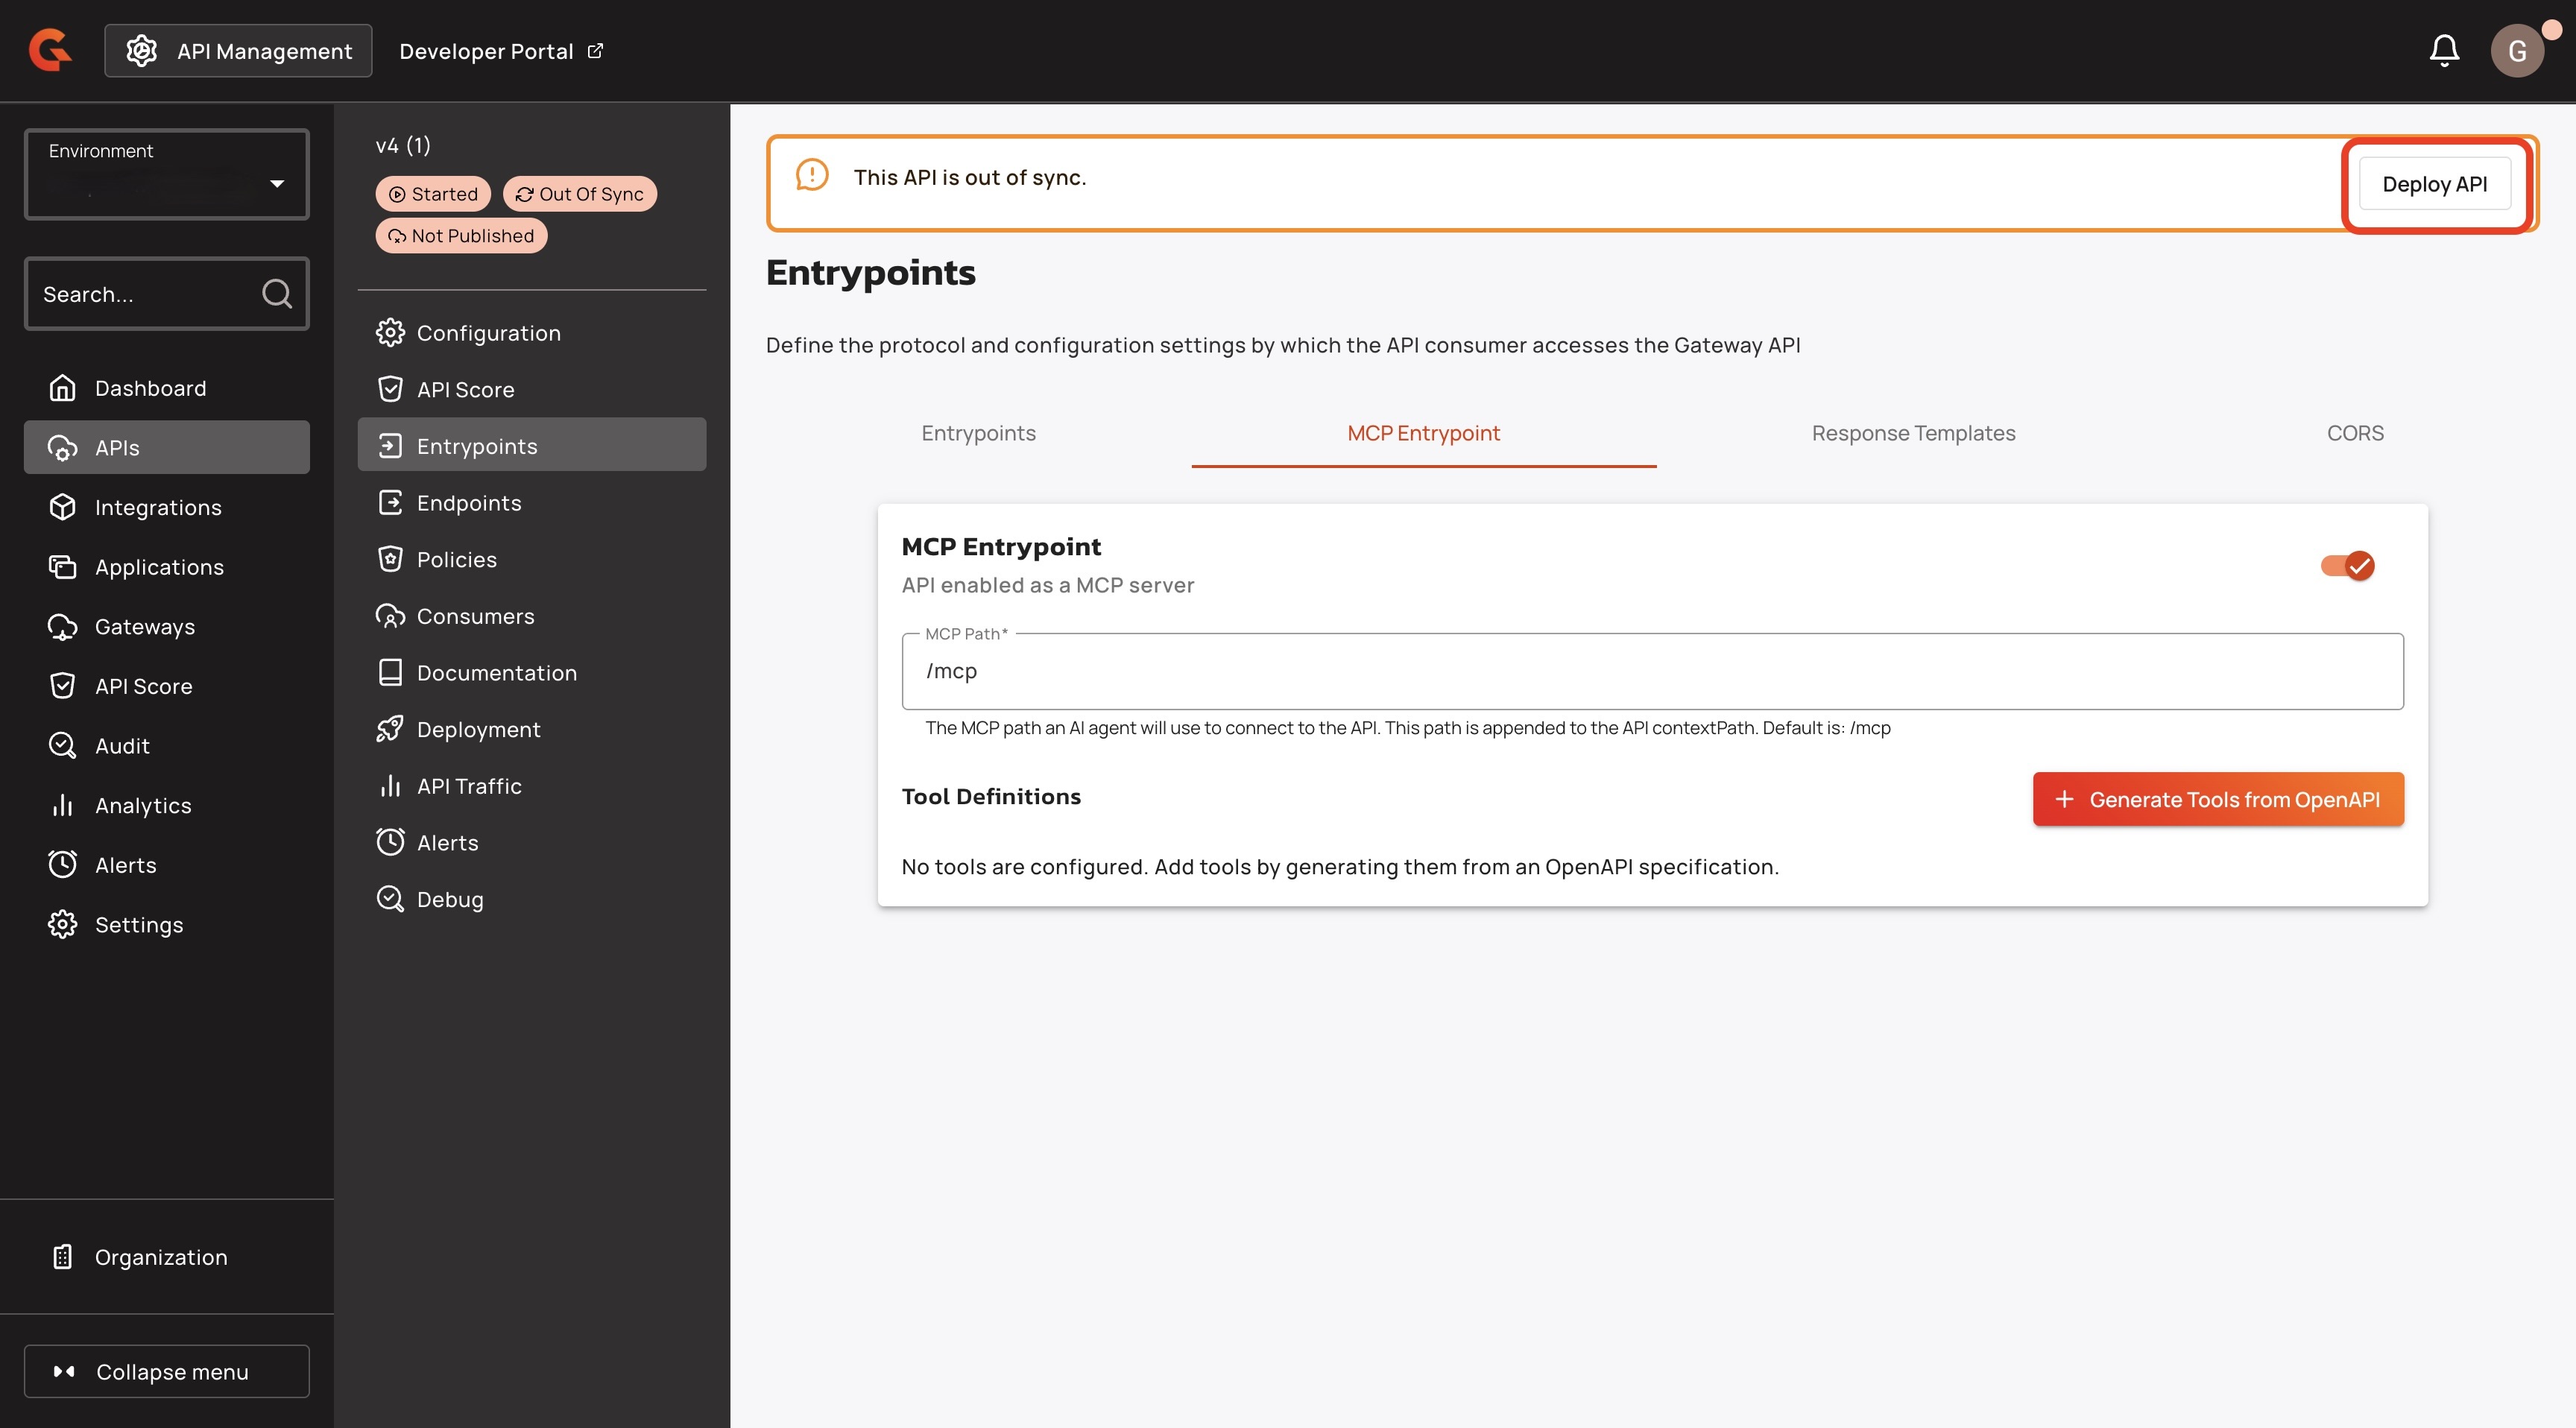 API Management
Developer Portal
G
Environment
Search...
Dashboard
APIs
Integrations
Applications
Gateways
API Score
Audit
Analytics
Alerts
Settings
Organization
Collapse menu
v4 (1)
Started
Out Of Sync
Not Published
Configuration
API Score
Entrypoints
Endpoints
Policies
Consumers
Documentation
Deployment
API Traffic
Alerts
Debug
This API is out of sync.
Deploy API
Entrypoints
Define the protocol and configuration settings by which the API consumer accesses the Gateway API
Entrypoints
MCP Entrypoint
Response Templates
CORS
MCP Entrypoint
API enabled as a MCP server
MCP Path*
/mcp
The MCP path an AI agent will use to connect to the API. This path is appended to the API contextPath. Default is: /mcp
Tool Definitions
+ Generate Tools from OpenAPI
No tools are configured. Add tools by generating them from an OpenAPI specification.